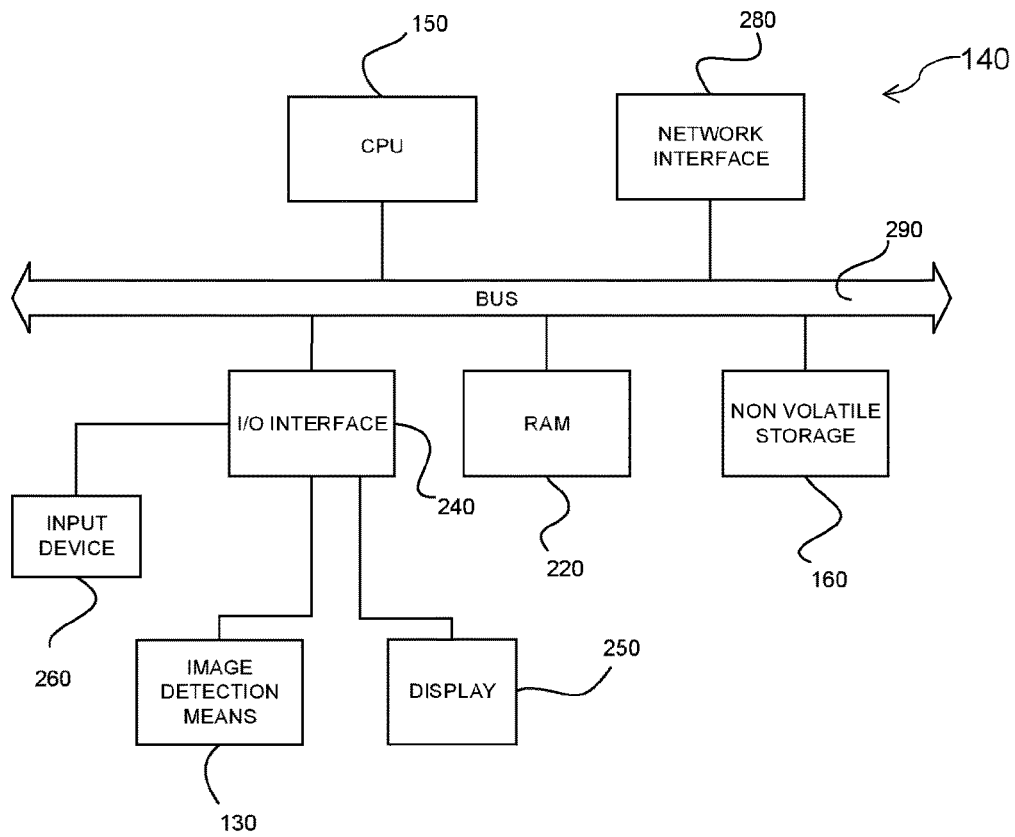 150
280
140
CPU
NETWORK
INTERFACE
290
BUS
I/O INTERFACE
RAM
NON VOLATILE
STORAGE
240
INPUT
DEVICE
220
160
260
IMAGE
DETECTION
MEANS
DISPLAY
250
130